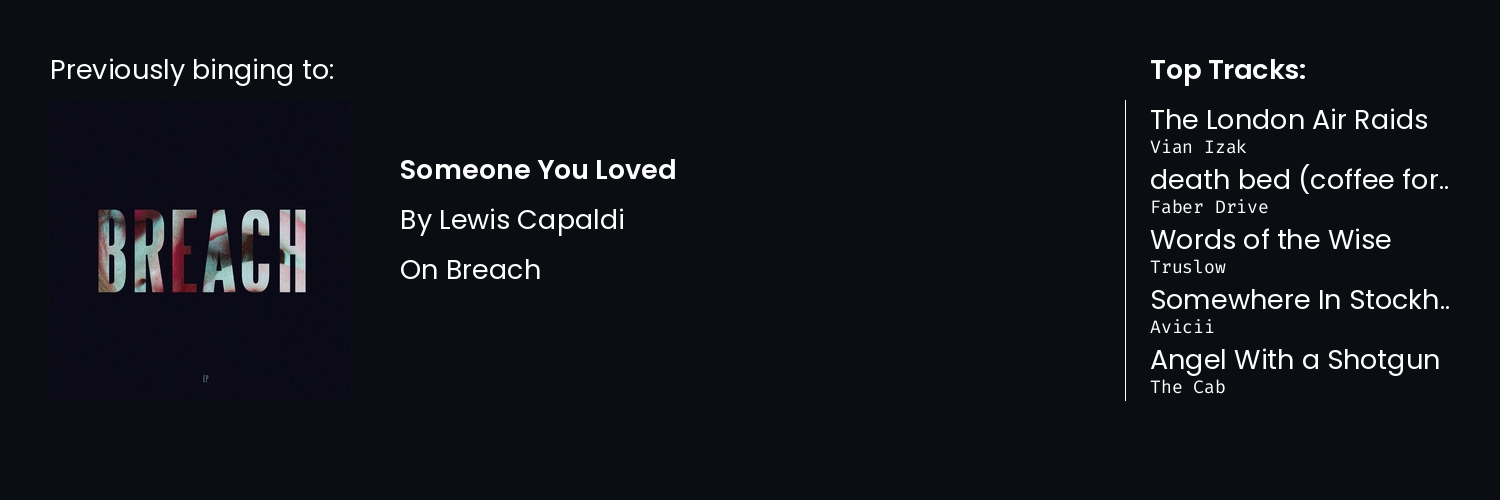 Previously binging to:
BREACH
EP
Someone You Loved
By Lewis Capaldi
On Breach
Top Tracks:
The London Air Raids
Vian Izak
death bed (coffee for..
Faber Drive
Words of the Wise
Truslow
Somewhere In Stockh..
Avicii
Angel With a Shotgun
The Cab